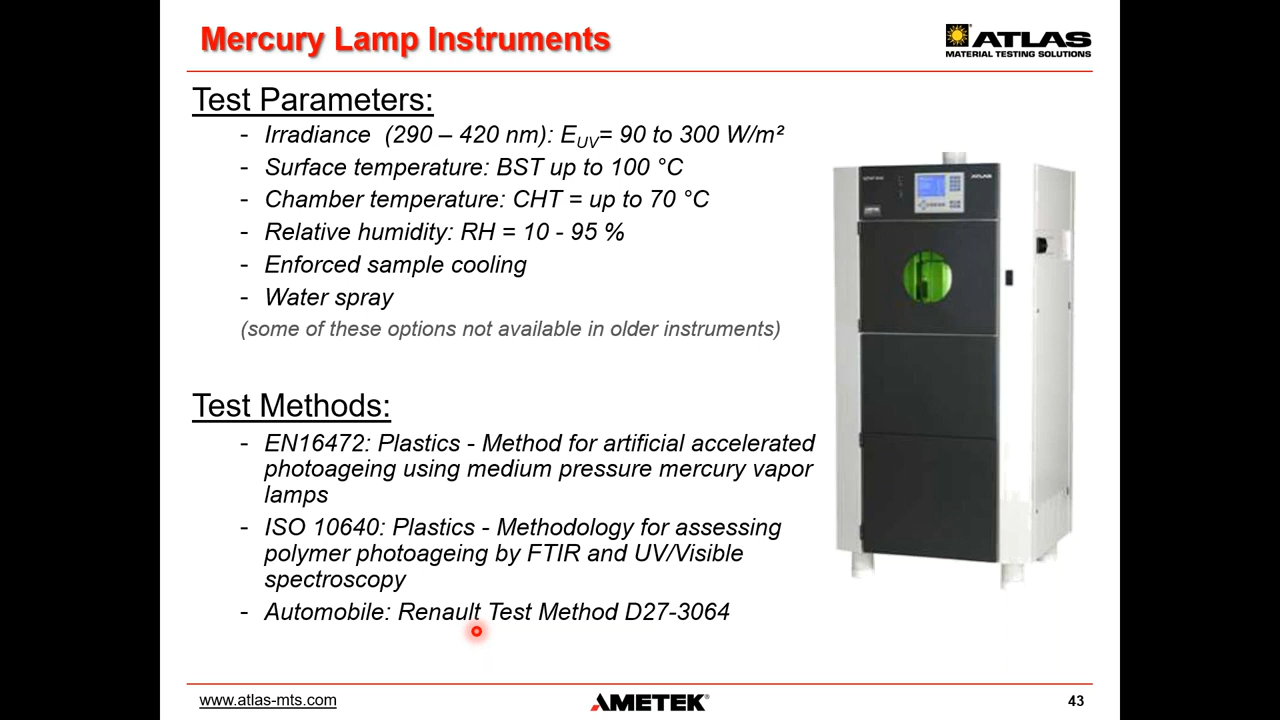 Mercury Lamp Instruments
ATLAS
MATERIAL TESTING SOLUTIONS
Test Parameters:
- Irradiance (290 – 420 nm): EUV= 90 to 300 W/m²
- Surface temperature: BST up to 100 °C
- Chamber temperature: CHT = up to 70 °C
- Relative humidity: RH = 10 - 95 %
- Enforced sample cooling
- Water spray
(some of these options not available in older instruments)
ATLAS
Test Methods:
- EN16472: Plastics - Method for artificial accelerated
photoageing using medium pressure mercury vapor
lamps
- ISO 10640: Plastics - Methodology for assessing
polymer photoageing by FTIR and UV/Visible
spectroscopy
- Automobile: Renault Test Method D27-3064
www.atlas-mts.com
AMETEK®
43